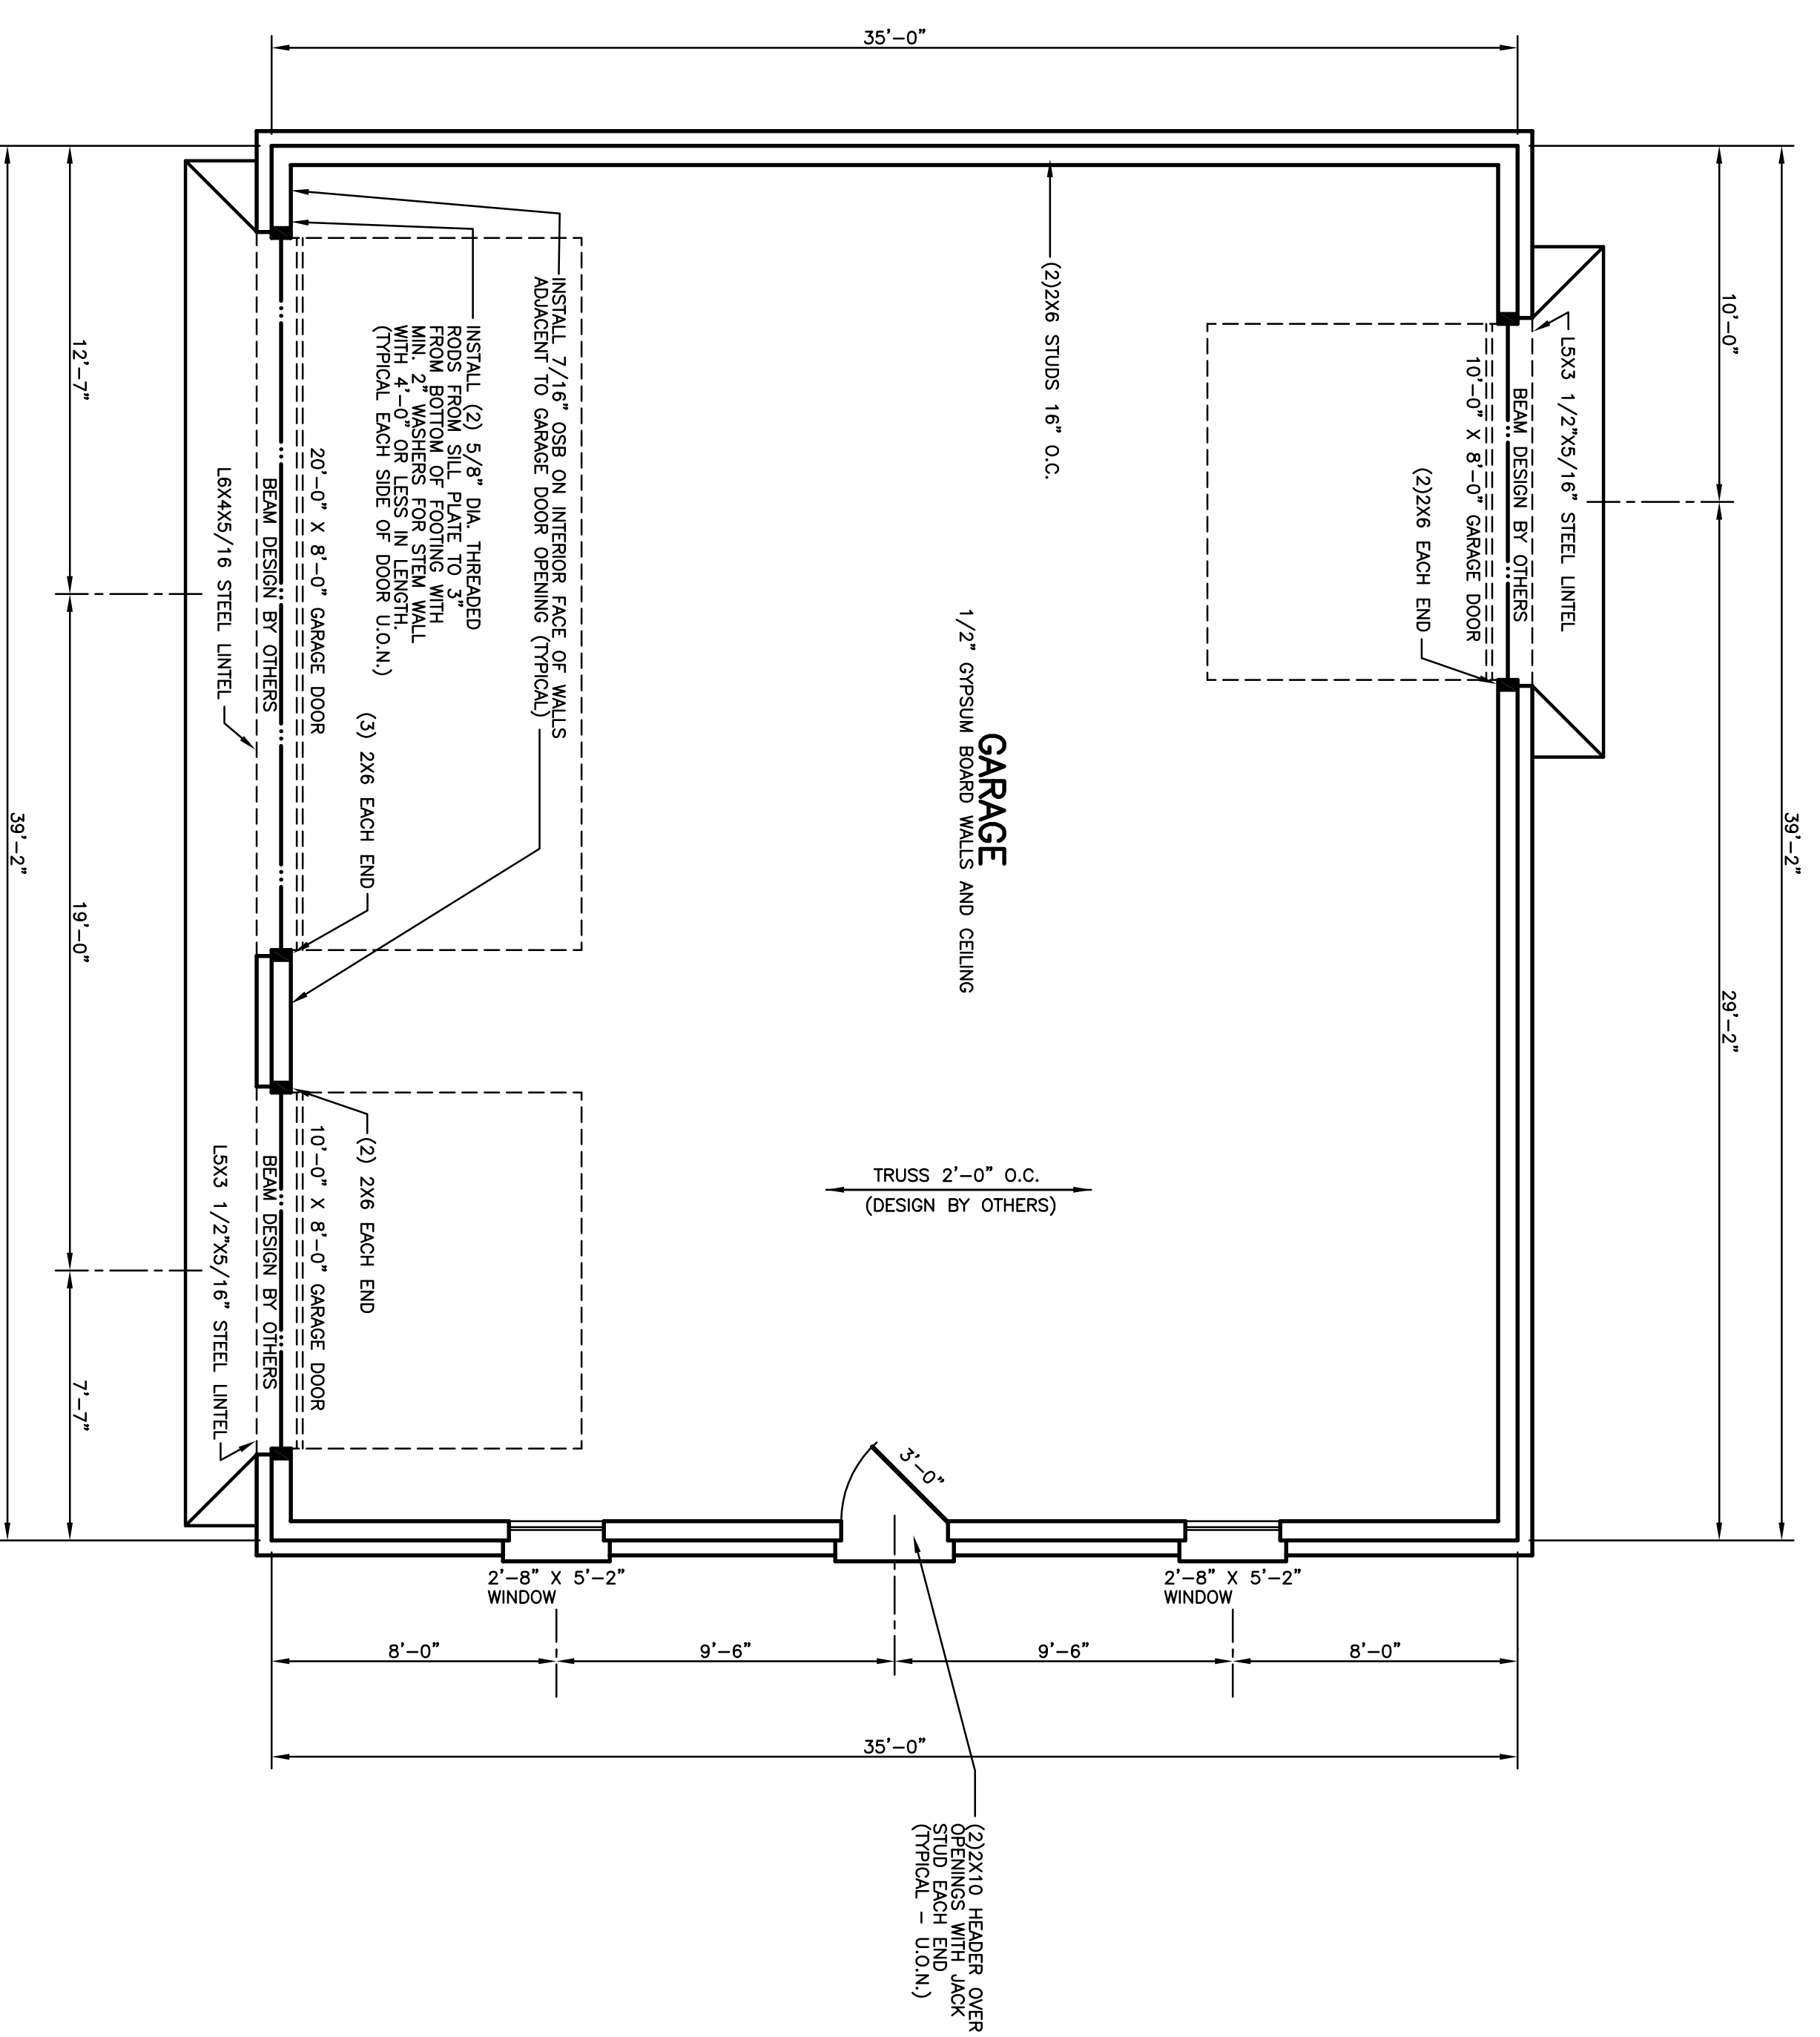 39'-2"
10'-0"
29'-2"
L5X3 1/2"X5/16" STEEL LINTEL
BEAM DESIGN BY OTHERS
10'-0" X 8'-0" GARAGE DOOR
(2)2X6 EACH END
(2)2X6 STUDS 16" O.C.
GARAGE
1/2" GYPSUM BOARD WALLS AND CEILING
TRUSS 2'-0" O.C.
(DESIGN BY OTHERS)
3'-0"
INSTALL 7/16" OSB ON INTERIOR FACE OF WALLS
ADJACENT TO GARAGE DOOR OPENING (TYPICAL)
INSTALL (2) 5/8" DIA. THREADED
RODS FROM SILL PLATE TO 3"
FROM BOTTOM OF FOOTING WITH
MIN. 2" WASHERS FOR STEM WALL
WITH 4'-0" OR LESS IN LENGTH.
(TYPICAL EACH SIDE OF DOOR U.O.N.)
(3) 2X6 EACH END
(2) 2X6 EACH END
20'-0" X 8'-0" GARAGE DOOR
10'-0" X 8'-0" GARAGE DOOR
BEAM DESIGN BY OTHERS
BEAM DESIGN BY OTHERS
L6X4X5/16 STEEL LINTEL
L5X3 1/2"X5/16" STEEL LINTEL
12'-7"
19'-0"
7'-7"
39'-2"
35'-0"
2'-8" X 5'-2"
WINDOW
2'-8" X 5'-2"
WINDOW
8'-0"
9'-6"
9'-6"
8'-0"
35'-0"
(2)2X10 HEADER OVER
OPENINGS WITH JACK
STUD EACH END
(TYPICAL - U.O.N.)